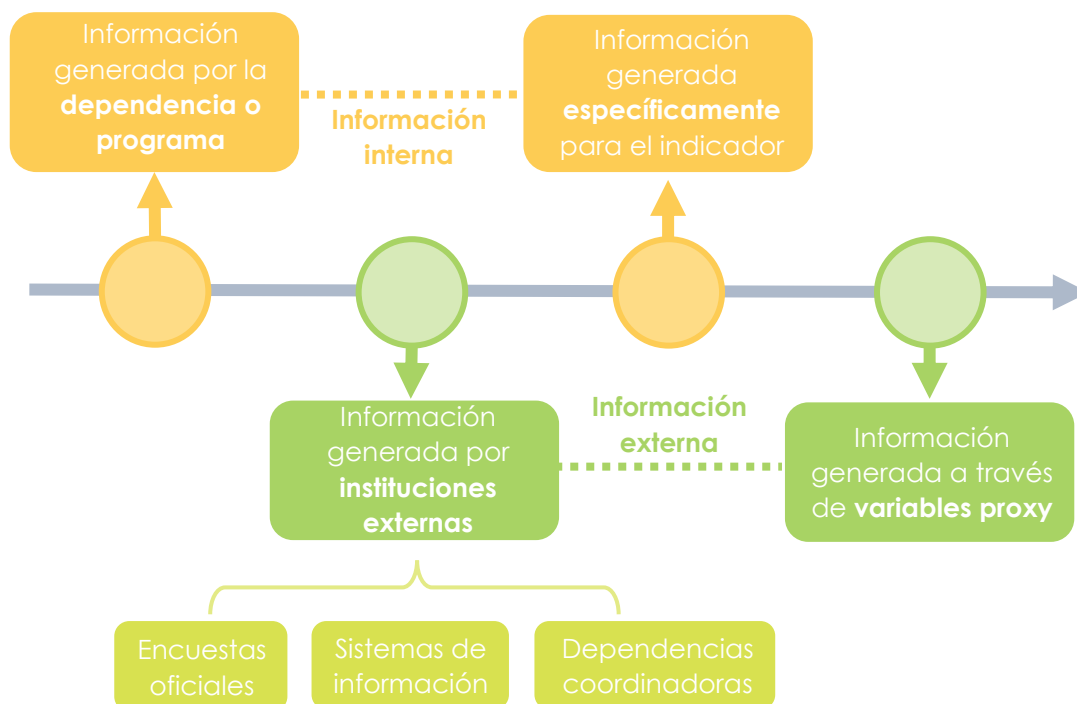 Información
generada por la
dependencia o
programa
Información
interna
Información
generada
específicamente
para el indicador
Información
generada por
instituciones
externas
Información
externa
Información
generada a través
de variables proxy
Encuestas
oficiales
Sistemas de
información
Dependencias
coordinadoras